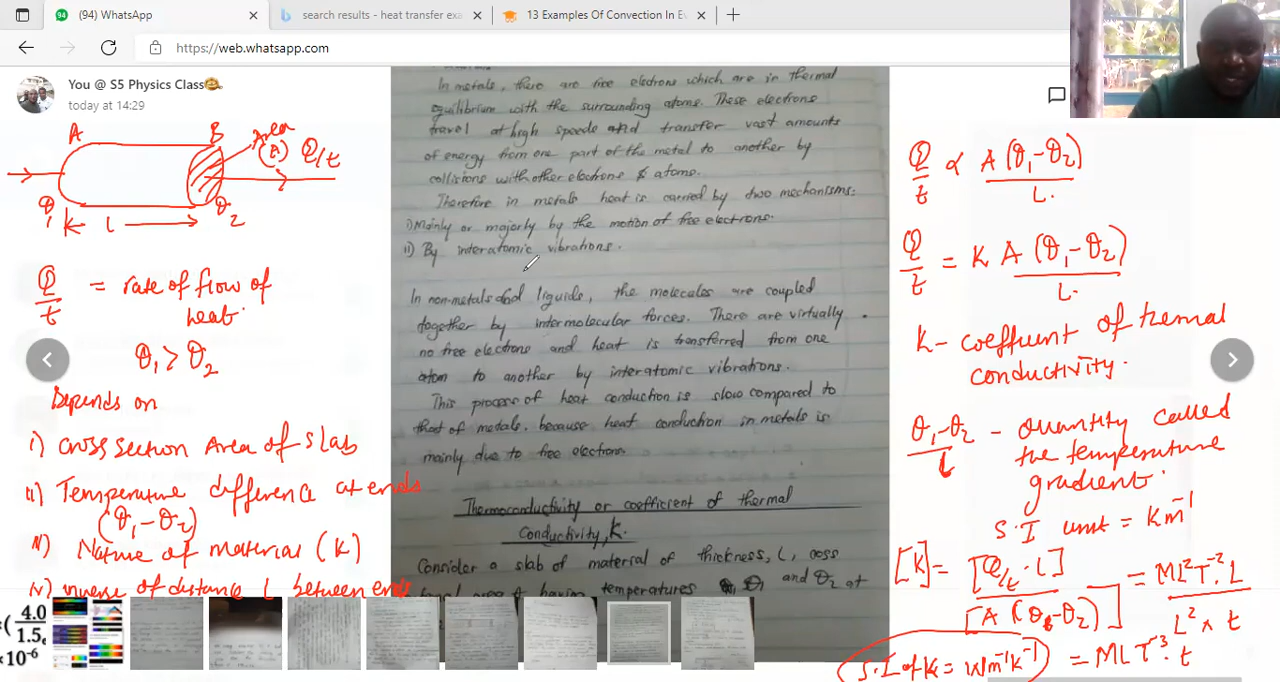 (94) WhatsApp
search results - heat transfer exa
13 Examples Of Convection In Ev
https://web.whatsapp.com
You @ S5 Physics Class
today at 14:29
A B Area
(A) Q/t
θ1 L θ2
Q/t = rate of flow of
heat.
θ1 > θ2
Depends on
i) cross section Area of slab
ii) Temperature difference at ends
(θ1-θ2)
Nature of material (K)
iv) inverse of distance L between ends
In metals, there are free electrons which are in thermal
equilibrium with the surrounding atoms. These electrons
travel at high speeds and transfer vast amounts
of energy from one part of the metal to another by
collisions with other electrons & atoms.
Therefore in metals heat is carried by two mechanisms:
i) Mainly or majorly by the motion of free electrons.
ii) By interatomic vibrations.
In non-metals and liquids, the molecules are coupled
together by intermolecular forces. There are virtually
no free electrons and heat is transferred from one
atom to another by interatomic vibrations.
This process of heat conduction is slow compared to
that of metals. because heat conduction in metals is
mainly due to free electrons.
Thermoconductivity or coefficient of thermal
Conductivity, K.
Consider a slab of material of thickness, L, cross
area A having temperatures θ1 and θ2 at
Q/t ∝ A(θ1-θ2)/L.
Q/t = K A (θ1-θ2)/L.
K- coefficient of
conductivity.
θ1-θ2/L - Quantity called
the temperature
gradient.
S.I unit = Km⁻¹
[K] = [Q/t · L]/[A(θ1-θ2)] = ML²T⁻²·L/L² × t
S.I of K = Wm⁻¹K⁻¹ = MLT⁻³·t
4.0
1.5
×10⁻⁶